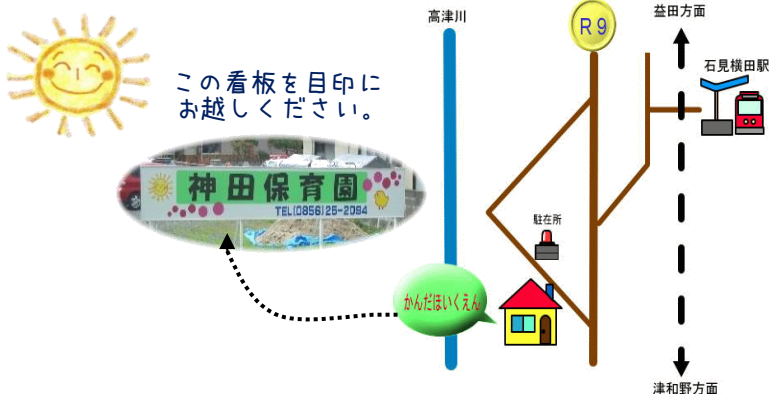 高津川
R9
益田方面
石見横田駅
この看板を目印に
お越しください。
神田保育園
TEL(0856)25-2094
駐在所
かんだほいくえん
津和野方面